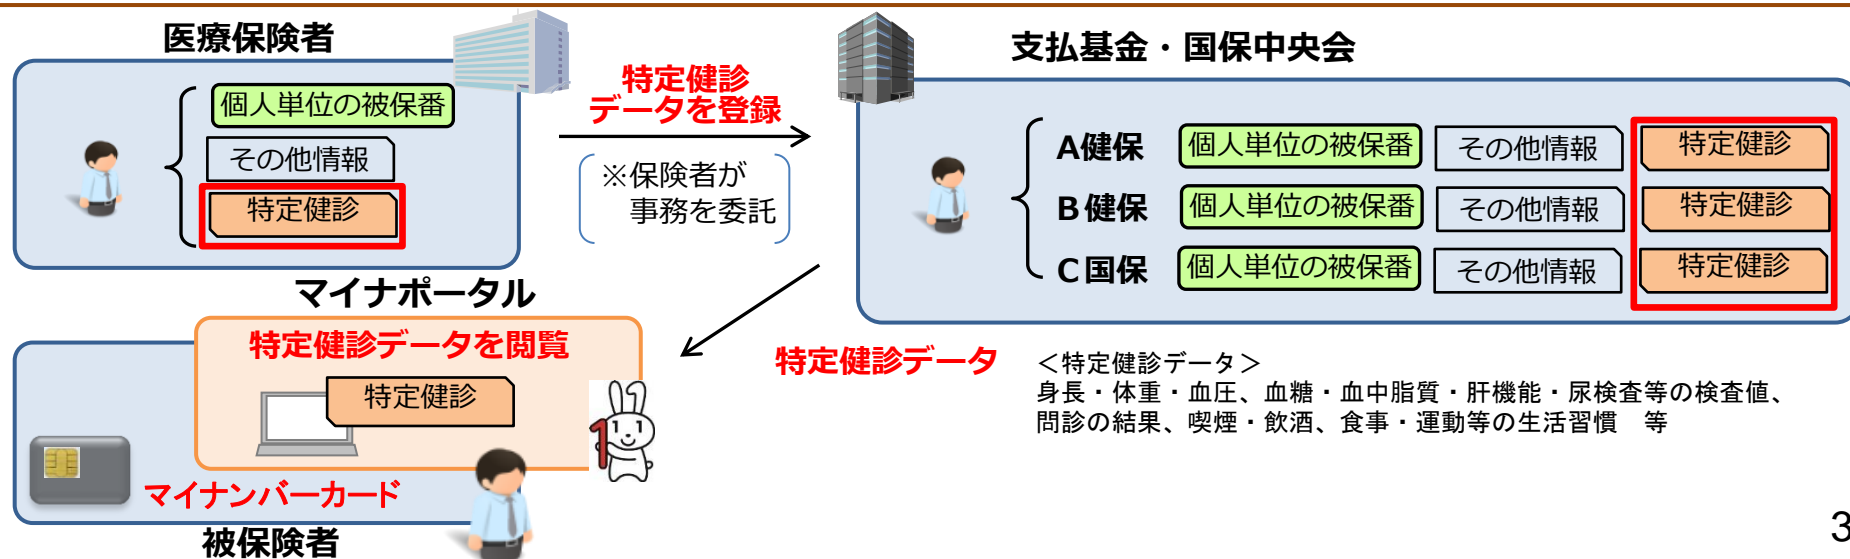 医療保険者
個人単位の被保番
その他情報
特定健診
特定健診
データを登録
※保険者が
事務を委託
支払基金・国保中央会
A健保 個人単位の被保番 その他情報 特定健診
B健保 個人単位の被保番 その他情報 特定健診
C国保 個人単位の被保番 その他情報 特定健診
マイナポータル
特定健診データを閲覧
特定健診
1
マイナンバーカード
被保険者
特定健診データ
＜特定健診データ＞
身長・体重・血圧、血糖・血中脂質・肝機能・尿検査等の検査値、
問診の結果、喫煙・飲酒、食事・運動等の生活習慣　等
3